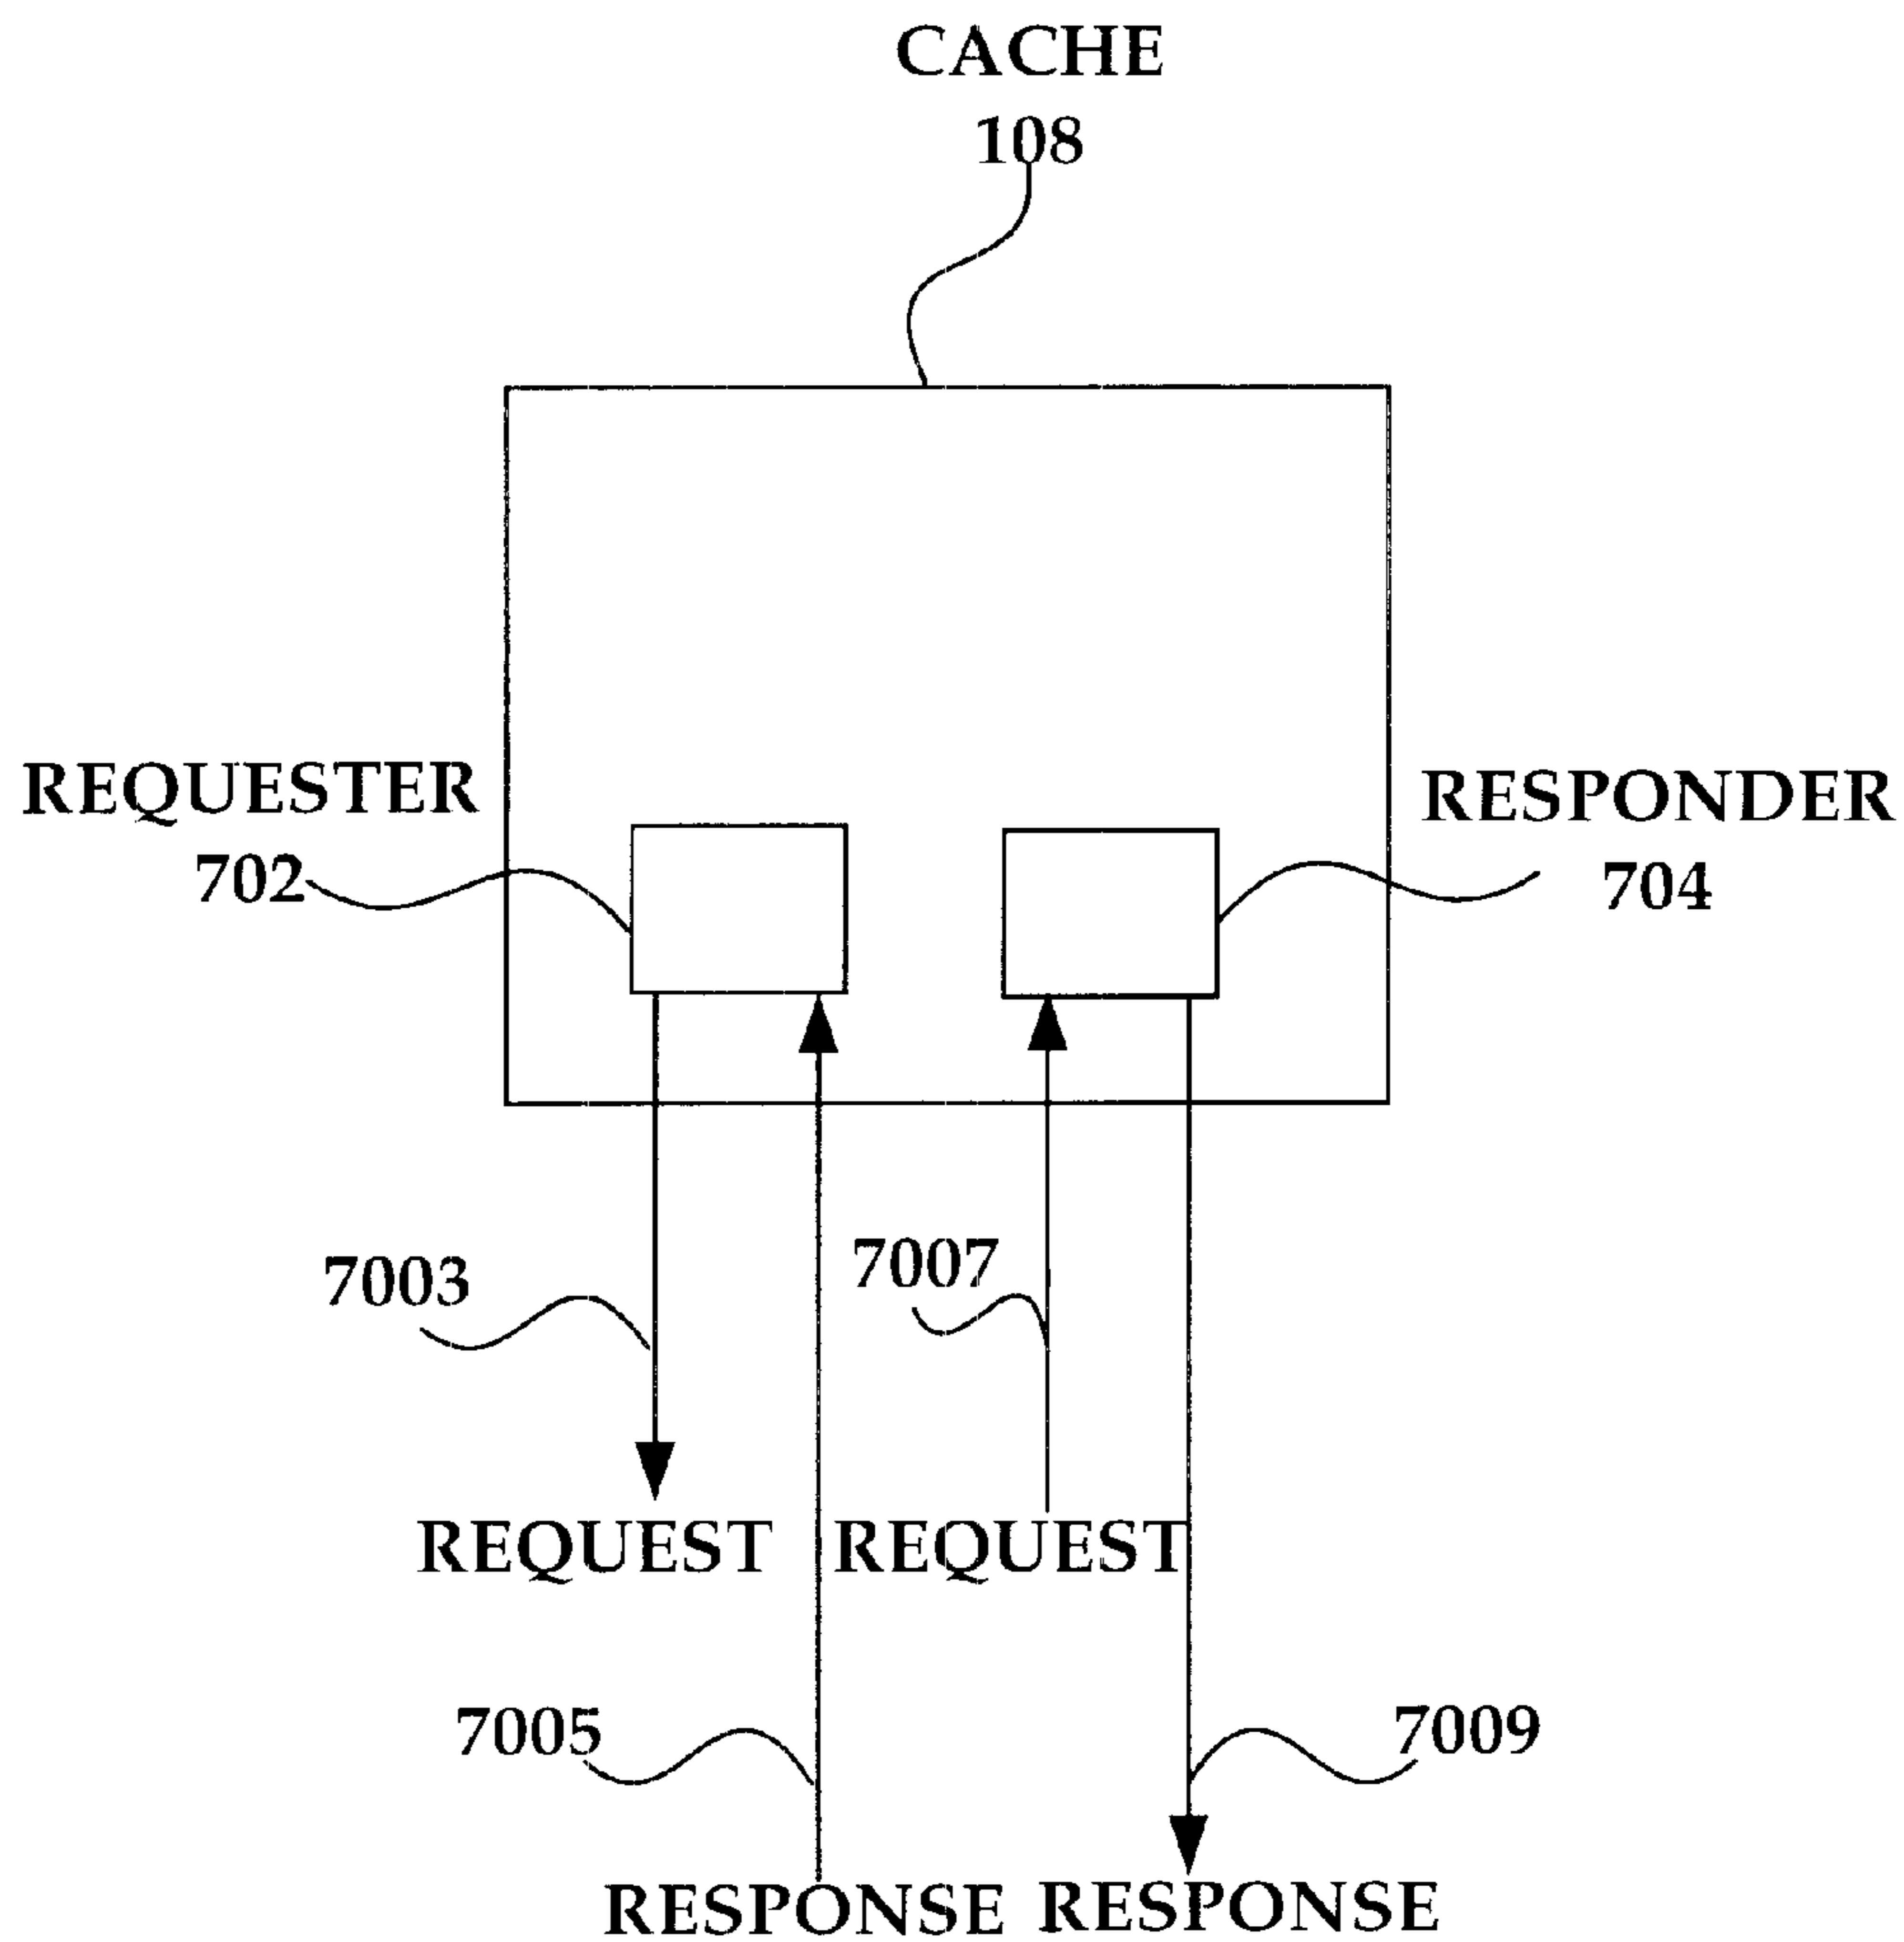 CACHE
108
REQUESTER
702
RESPONDER
704
7003
7007
REQUEST
REQUEST
7005
7009
RESPONSE
RESPONSE